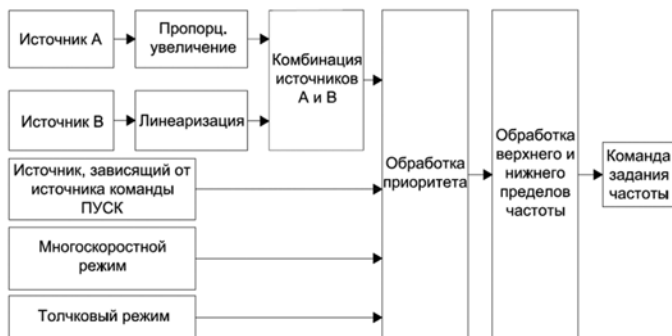 Источник А
Пропорц.
увеличение
Комбинация
источников
А и В
Источник В
Линеаризация
Источник, зависящий от
источника команды
ПУСК
Многоскоростной
режим
Толчковый режим
Обработка
приоритета
Обработка
верхнего и
нижнего
пределов
частоты
Команда
задания
частоты